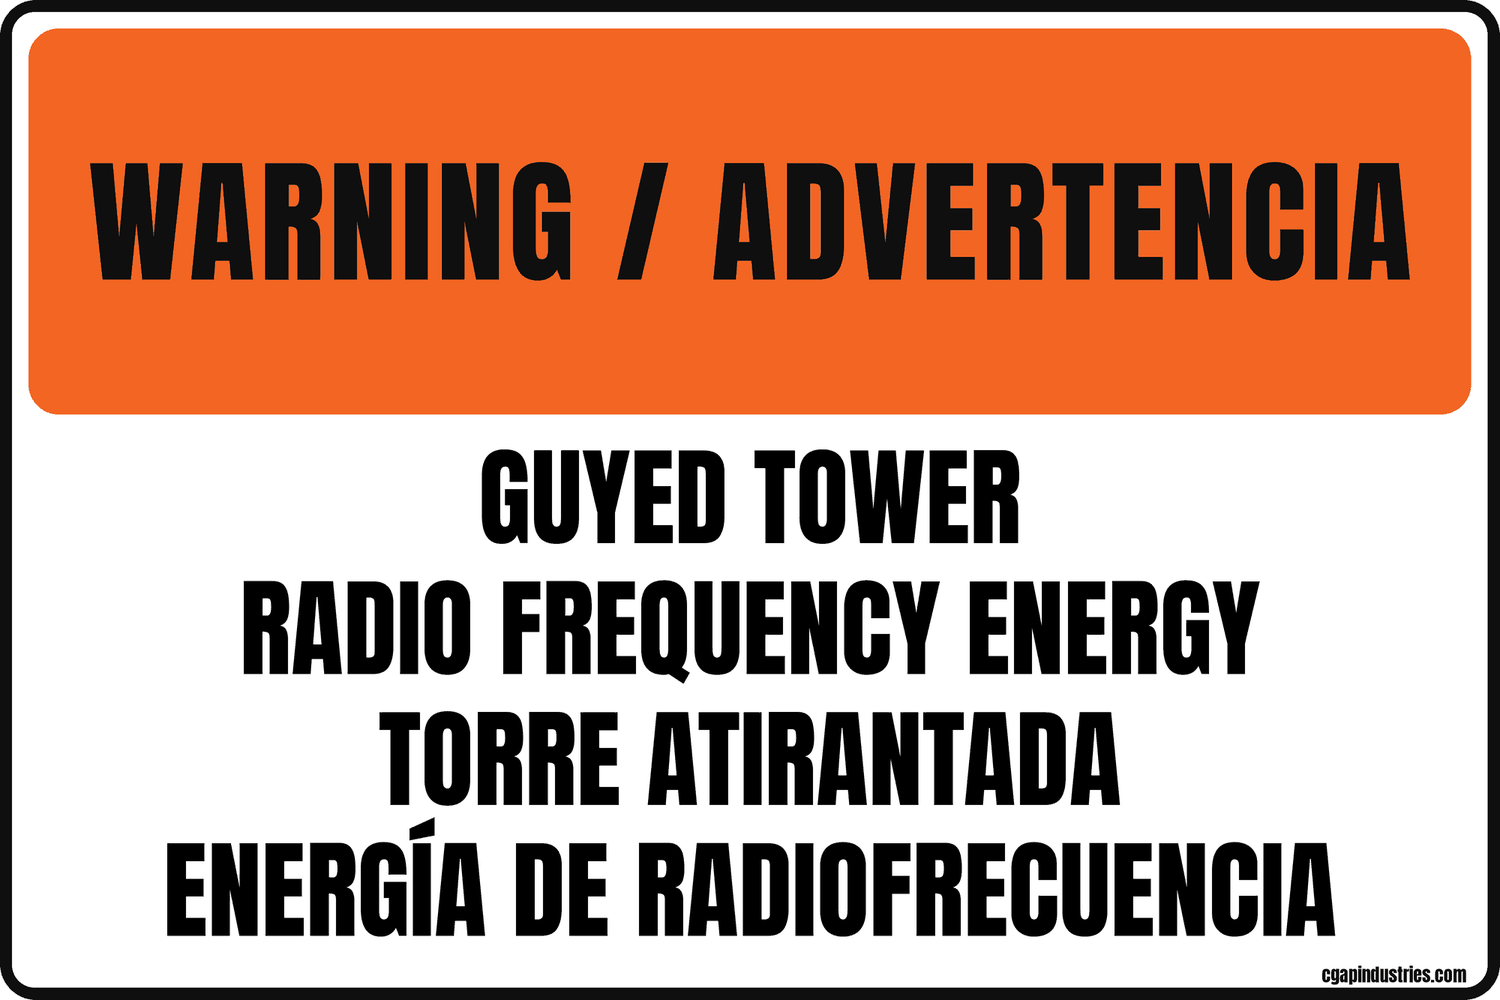 WARNING / ADVERTENCIA
GUYED TOWER
RADIO FREQUENCY ENERGY
TORRE ATIRANTADA
ENERGÍA DE RADIOFRECUENCIA
cgapindustries.com